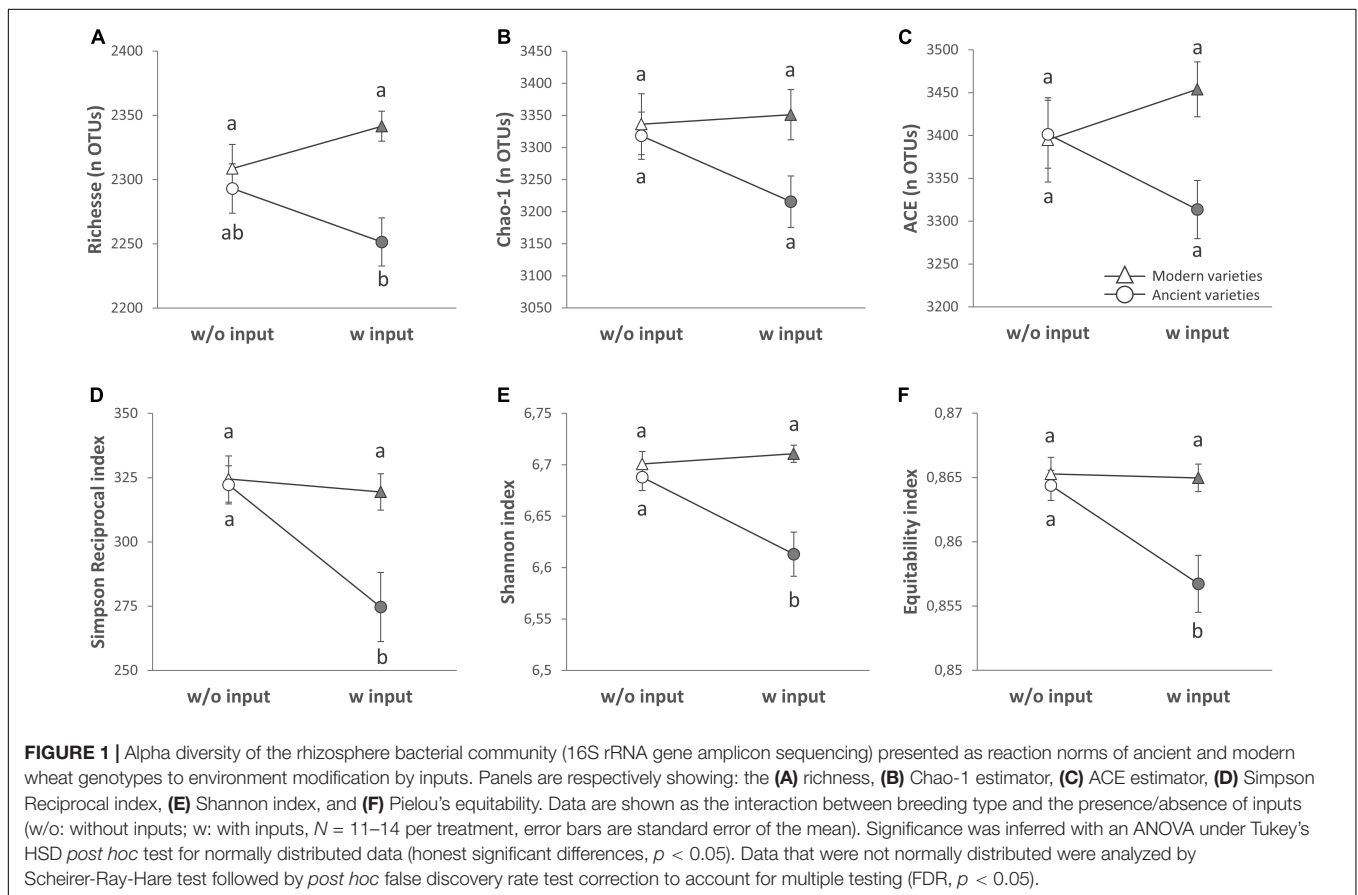 A
Richesse (n OTUs)
2400
2350
2300
2250
2200
a
a
ab
b
w/o input
w input
B
Chao-1 (n OTUs)
3450
3400
3350
3300
3250
3200
3150
3100
3050
a
a
a
a
w/o input
w input
C
ACE (n OTUs)
3500
3450
3400
3350
3300
3250
3200
a
a
a
a
Modern varieties
Ancient varieties
w/o input
w input
D
Simpson Reciprocal index
350
325
300
275
250
a
a
a
b
w/o input
w input
E
Shannon index
6,75
6,7
6,65
6,6
6,55
6,5
a
a
a
b
w/o input
w input
F
Equitability index
0,87
0,865
0,86
0,855
0,85
a
a
a
b
w/o input
w input
FIGURE 1 | Alpha diversity of the rhizosphere bacterial community (16S rRNA gene amplicon sequencing) presented as reaction norms of ancient and modern
wheat genotypes to environment modification by inputs. Panels are respectively showing: the (A) richness, (B) Chao-1 estimator, (C) ACE estimator, (D) Simpson
Reciprocal index, (E) Shannon index, and (F) Pielou's equitability. Data are shown as the interaction between breeding type and the presence/absence of inputs
(w/o: without inputs; w: with inputs, N = 11–14 per treatment, error bars are standard error of the mean). Significance was inferred with an ANOVA under Tukey's
HSD post hoc test for normally distributed data (honest significant differences, p < 0.05). Data that were not normally distributed were analyzed by
Scheirer-Ray-Hare test followed by post hoc false discovery rate test correction to account for multiple testing (FDR, p < 0.05).